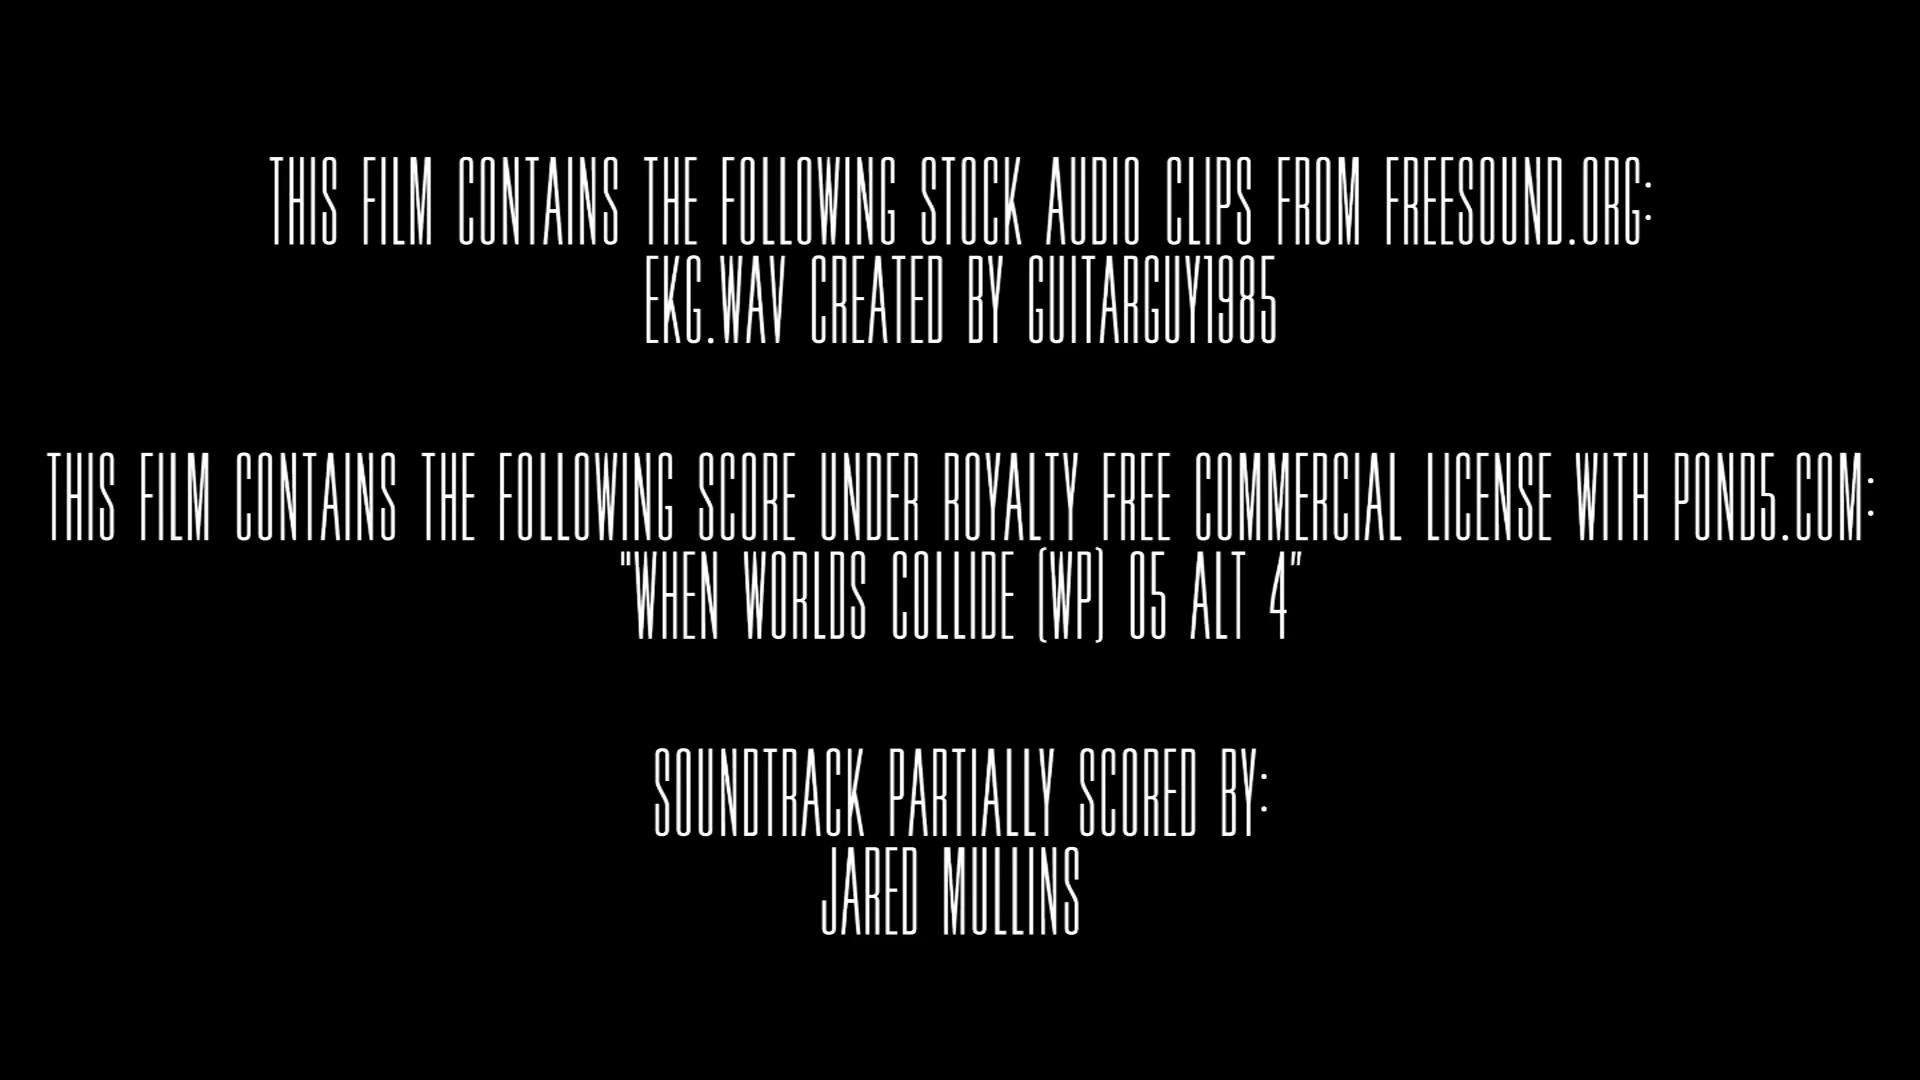 THIS FILM CONTAINS THE FOLLOWING STOCK AUDIO CLIPS FROM FREESOUND.ORG:
EKG.WAV CREATED BY GUITARGUY1985
THIS FILM CONTAINS THE FOLLOWING SCORE UNDER ROYALTY FREE COMMERCIAL LICENSE WITH POND5.COM:
"WHEN WORLDS COLLIDE (WP) 05 ALT 4"
SOUNDTRACK PARTIALLY SCORED BY:
JARED MULLINS